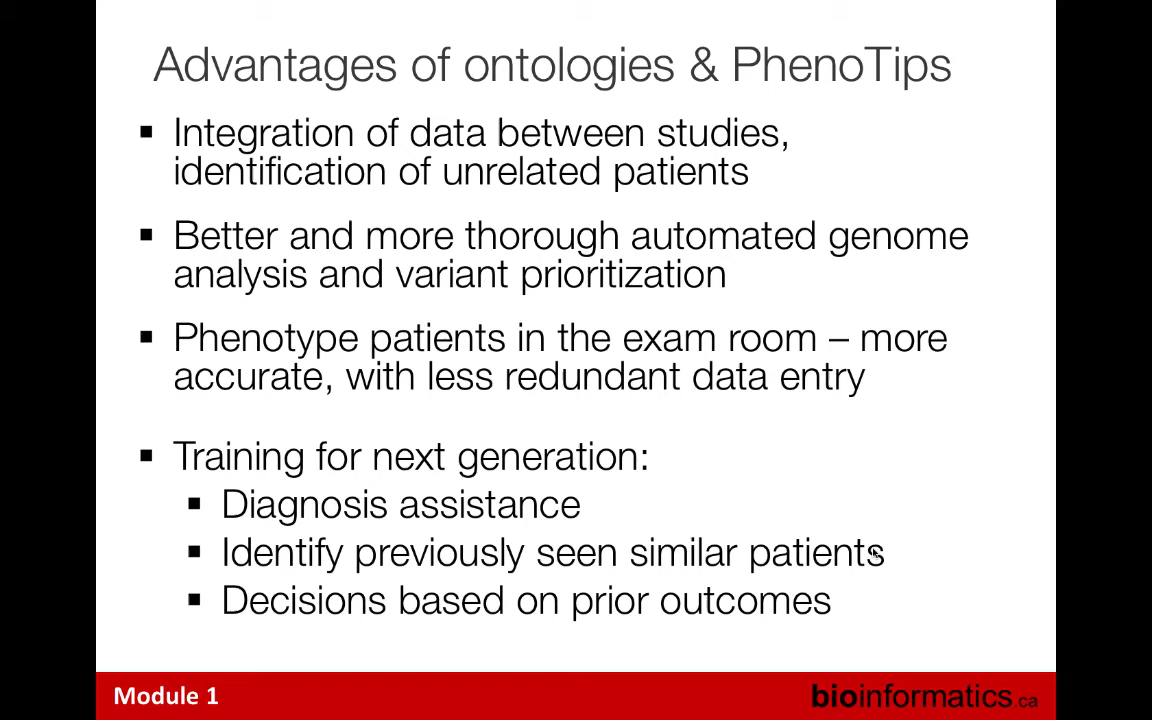 Advantages of ontologies & PhenoTips
▪ Integration of data between studies,
identification of unrelated patients
▪ Better and more thorough automated genome
analysis and variant prioritization
▪ Phenotype patients in the exam room – more
accurate, with less redundant data entry
▪ Training for next generation:
▪ Diagnosis assistance
▪ Identify previously seen similar patients
▪ Decisions based on prior outcomes
Module 1
bioinformatics.ca